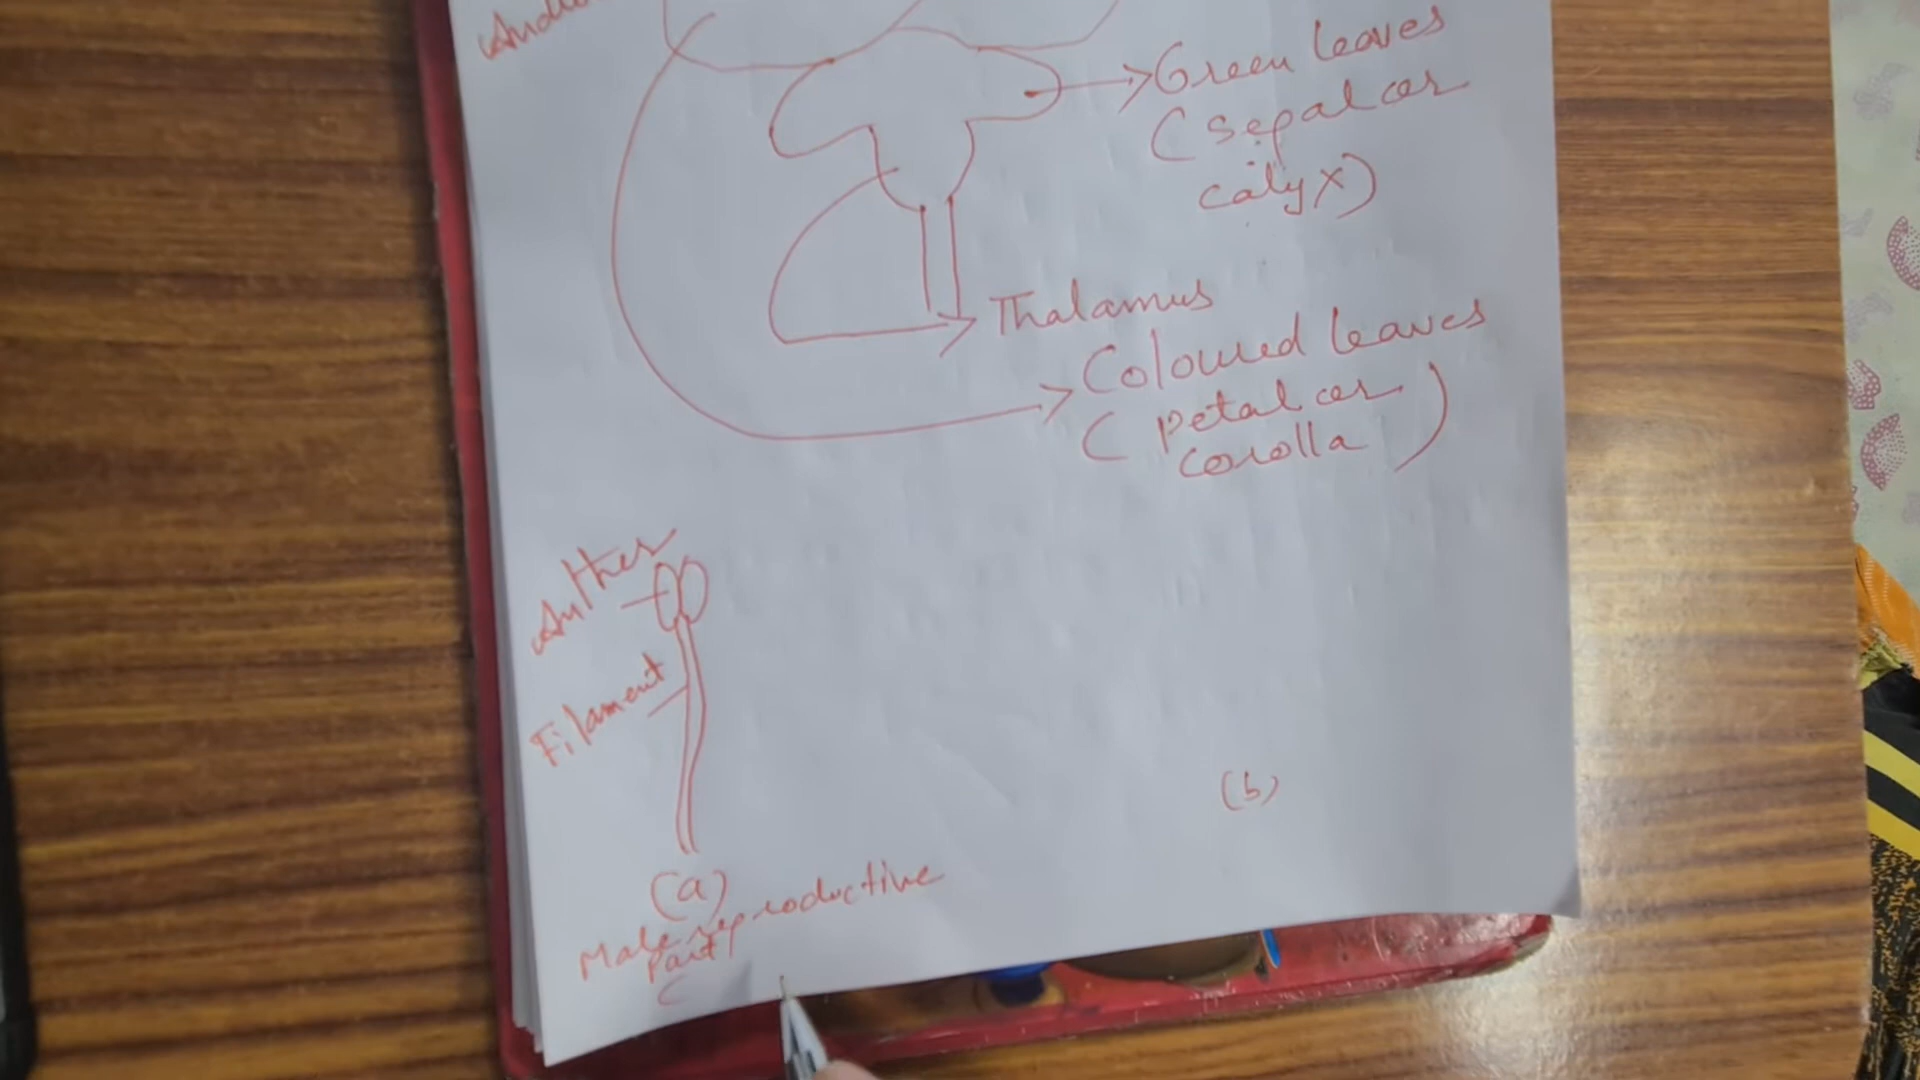 Green leaves
(sepal or
calyx)
Thalamus
Coloured leaves
(petal or
corolla)
Anther
Filament
(b)
(a)
Male reproductive
part
(